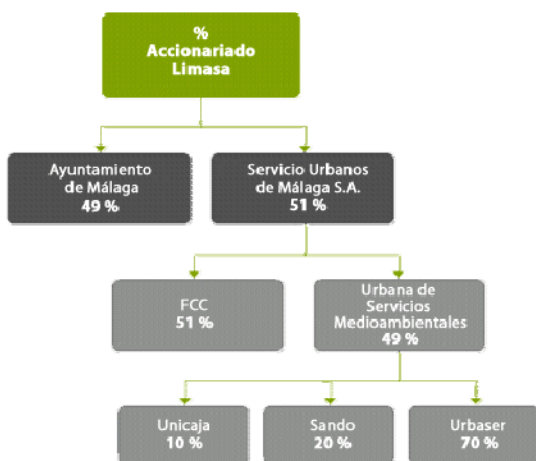 %
Accionariado
Limasa
Ayuntamiento
de Málaga
49 %
Servicio Urbanos
de Málaga S.A.
51 %
FCC
51 %
Urbana de
Servicios
Medioambientales
49 %
Unicaja
10 %
Sando
20 %
Urbaser
70 %